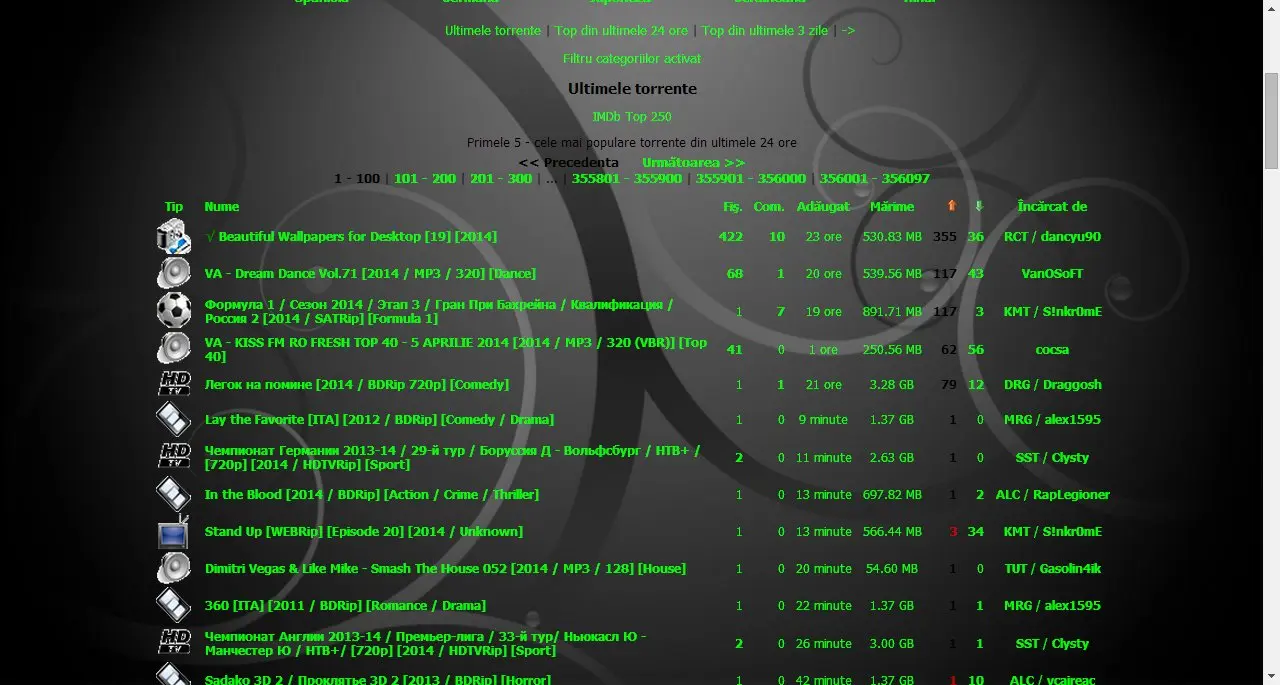 Spaniolă Germană Japoneză Hindi
Ultimele torrente | Top din ultimele 24 ore | Top din ultimele 3 zile | ->
Filtru categoriilor activat
Ultimele torrente
IMDb Top 250
Primele 5 - cele mai populare torrente din ultimele 24 ore
<< Precedenta Următoarea >>
1 - 100 | 101 - 200 | 201 - 300 | ... | 355801 - 355900 | 355901 - 356000 | 356001 - 356097
Tip Nume Fiş. Com. Adăugat Mărime Încărcat de
√ Beautiful Wallpapers for Desktop [19] [2014] 422 10 23 ore 530.83 MB 355 36 RCT / dancyu90
VA - Dream Dance Vol.71 [2014 / MP3 / 320] [Dance] 68 1 20 ore 539.56 MB 117 43 VanOSoFT
Формула 1 / Сезон 2014 / Этап 3 / Гран При Бахрейна / Квалификация /
Россия 2 [2014 / SATRip] [Formula 1] 1 7 19 ore 891.71 MB 117 3 KMT / S!nkr0mE
VA - KISS FM RO FRESH TOP 40 - 5 APRILIE 2014 [2014 / MP3 / 320 (VBR)] [Top
40] 41 0 1 ore 250.56 MB 62 56 cocsa
HD TV Легок на помине [2014 / BDRip 720p] [Comedy] 1 1 21 ore 3.28 GB 79 12 DRG / Draggosh
Lay the Favorite [ITA] [2012 / BDRip] [Comedy / Drama] 1 0 9 minute 1.37 GB 1 0 MRG / alex1595
HD TV Чемпионат Германии 2013-14 / 29-й тур / Боруссия Д - Вольфсбург / НТВ+ /
[720p] [2014 / HDTVRip] [Sport] 2 0 11 minute 2.63 GB 1 0 SST / Clysty
In the Blood [2014 / BDRip] [Action / Crime / Thriller] 1 0 13 minute 697.82 MB 1 2 ALC / RapLegioner
Stand Up [WEBRip] [Episode 20] [2014 / Unknown] 1 0 13 minute 566.44 MB 3 34 KMT / S!nkr0mE
Dimitri Vegas & Like Mike - Smash The House 052 [2014 / MP3 / 128] [House] 1 0 20 minute 54.60 MB 1 0 TUT / Gasolin4ik
360 [ITA] [2011 / BDRip] [Romance / Drama] 1 0 22 minute 1.37 GB 1 1 MRG / alex1595
HD TV Чемпионат Англии 2013-14 / Премьер-лига / 33-й тур/ Ньюкасл Ю -
Манчестер Ю / НТВ+/ [720p] [2014 / HDTVRip] [Sport] 2 0 26 minute 3.00 GB 1 1 SST / Clysty
Sadako 3D 2 / Проклятье 3D 2 [2013 / BDRip] [Horror] 1 0 42 minute 1.37 GB 1 10 ALC / vcaireac